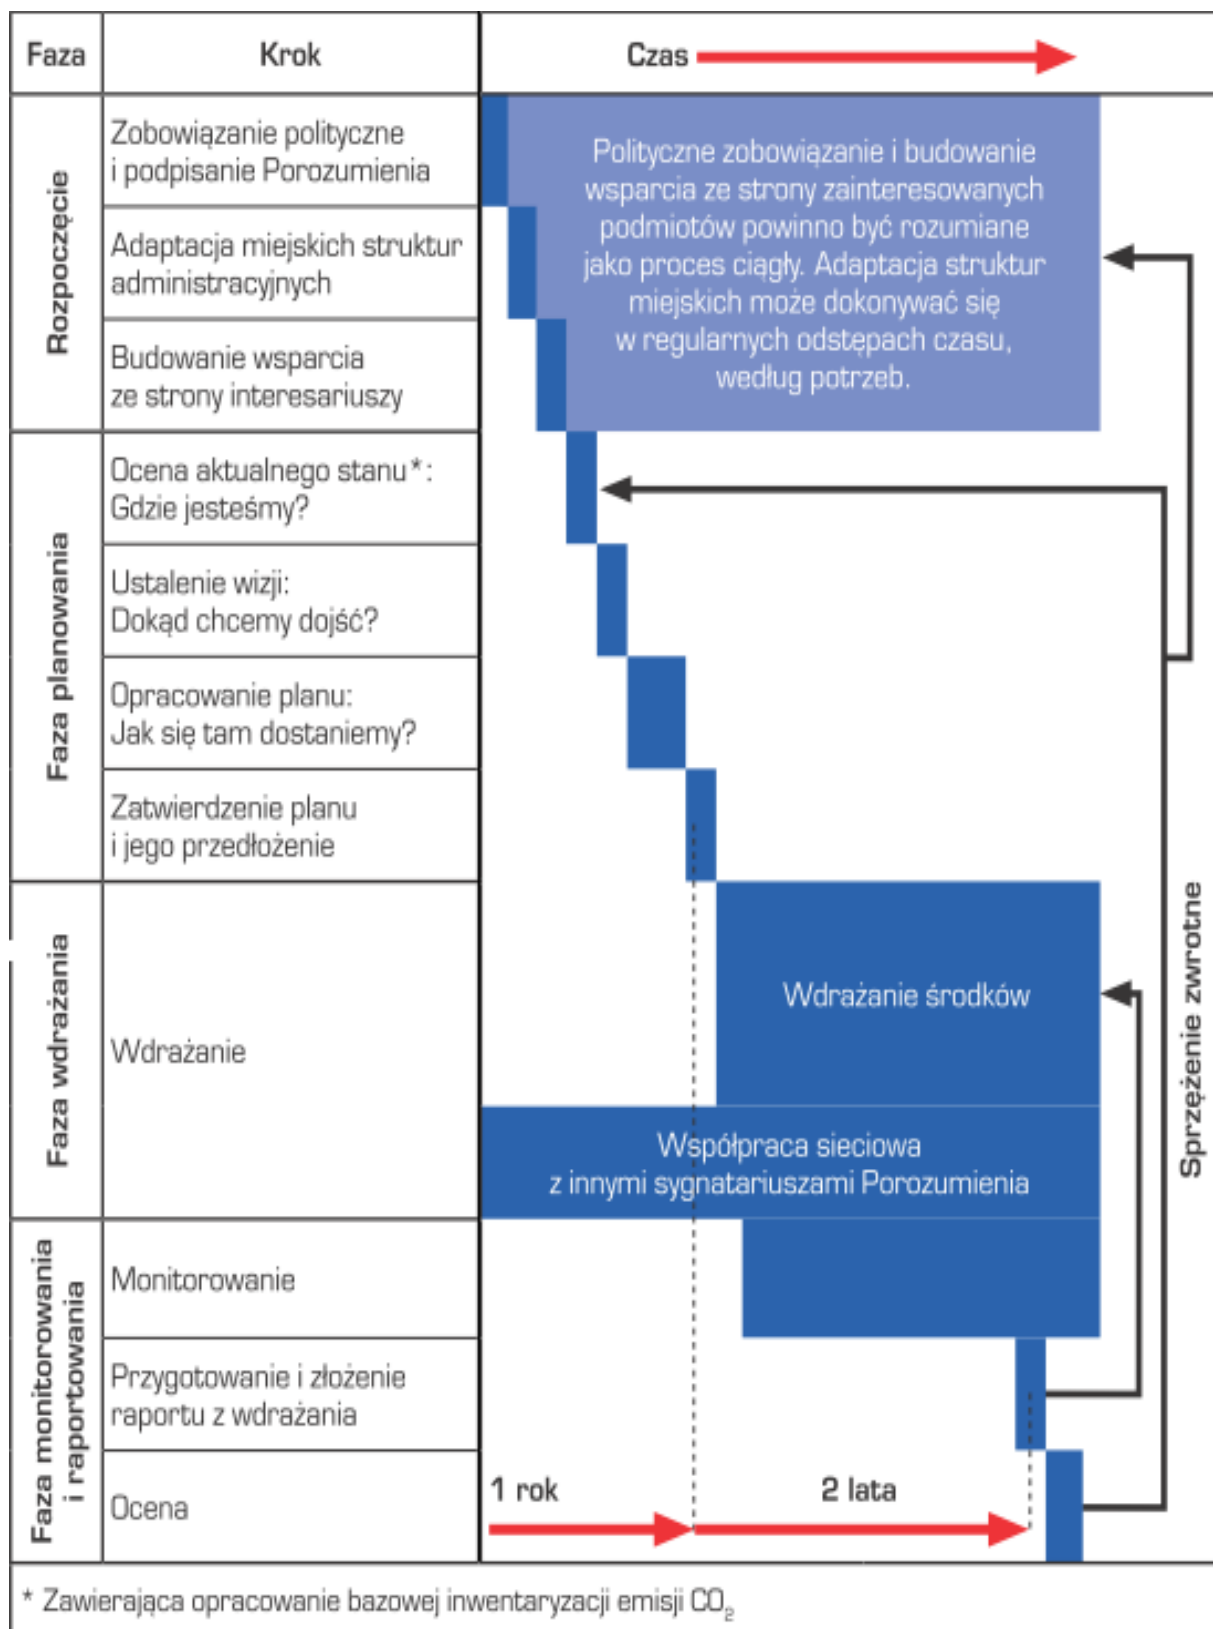 Faza
Krok
Czas
Rozpoczęcie
Zobowiązanie polityczne
i podpisanie Porozumienia
Adaptacja miejskich struktur
administracyjnych
Budowanie wsparcia
ze strony interesariuszy
Polityczne zobowiązanie i budowanie
wsparcia ze strony zainteresowanych
podmiotów powinno być rozumiane
jako proces ciągły. Adaptacja struktur
miejskich może dokonywać się
w regularnych odstępach czasu,
według potrzeb.
Faza planowania
Ocena aktualnego stanu*:
Gdzie jesteśmy?
Ustalenie wizji:
Dokąd chcemy dojść?
Opracowanie planu:
Jak się tam dostaniemy?
Zatwierdzenie planu
i jego przedłożenie
Faza wdrażania
Wdrażanie
Wdrażanie środków
Współpraca sieciowa
z innymi sygnatariuszami Porozumienia
Faza monitorowania
i raportowania
Monitorowanie
Przygotowanie i złożenie
raportu z wdrażania
Ocena
1 rok
2 lata
Sprzężenie zwrotne
* Zawierająca opracowanie bazowej inwentaryzacji emisji CO₂